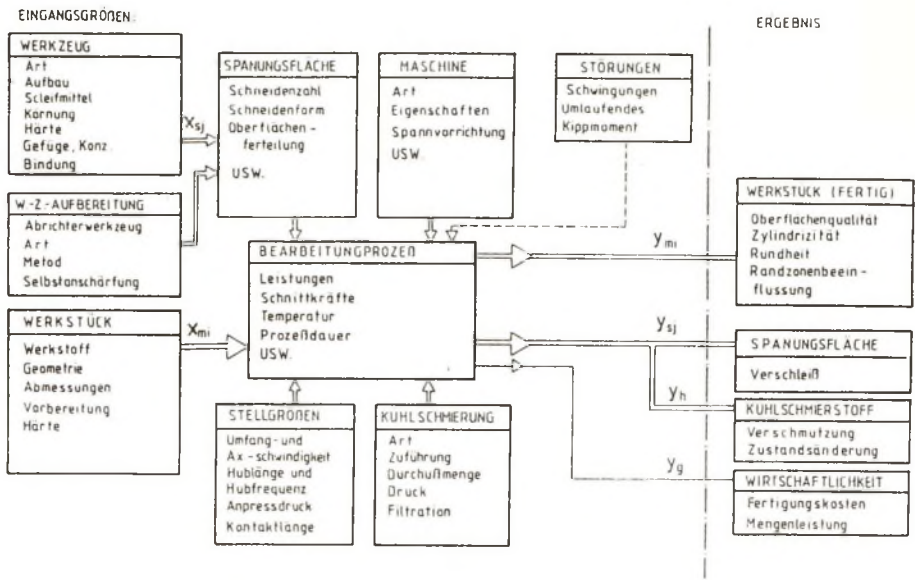 EINGANGSGRÖßEN:
ERGEBNIS
WERKZEUG
Art
Aufbau
Scleifmittel
Kornung
Härte
Gefüge, Konz.
Bindung
Xsj
SPANUNGSFLÄCHE
Schneidenzahl
Schneidenform
Oberflächen-
ferteilung
USW.
MASCHINE
Art
Eigenschaften
Spannvorrichtung
USW.
STÖRUNGEN
Schwingungen
Umlaufendes
Kippmoment
W.-Z.-AUFBEREITUNG
Abrichterwerkzeug
Art
Metod
Selbstanschärfung
BEARBEITUNGPROZEß
Leistungen
Schnittkräfte
Temperatur
Prozeßdauer
USW.
ymi
WERKSTÜCK (FERTIG)
Oberflächenqualität
Zylindrizität
Rundheit
Randzonenbeein-
flussung
WERKSTÜCK
Werkstoff
Geometrie
Abmessungen
Vorbereitung
Härte
Xmi
ysj
SPANUNGSFLÄCHE
Verschleiß
STELLGRÖßEN
Umfang-und
Ax-schwindigkeit
Hublänge und
Hubfrequenz
Anpressdruck
Kontaktlänge
KUHLSCHMIERUNG
Art
Zuführung
Durchußmenge
Druck
Filtration
yh
KUHLSCHMIERSTOFF
Verschmutzung
Zustandsänderung
yg
WIRTSCHAFTLICHKEIT
Fertigungskosten
Mengenleistung